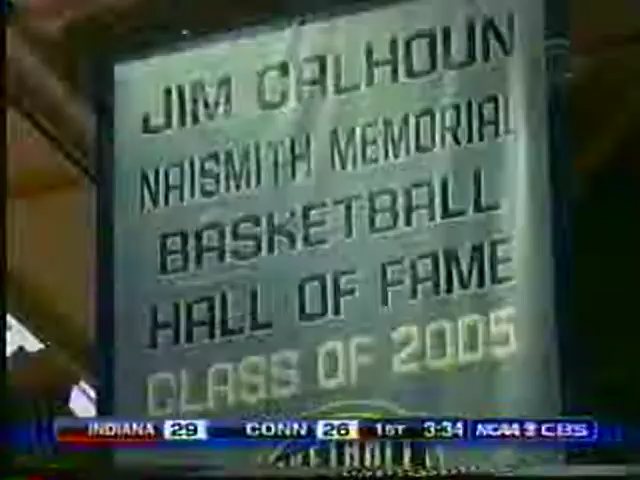 JIM CALHOUN
NAISMITH MEMORIAL
BASKETBALL
HALL OF FAME
CLASS OF 2005
INDIANA 29 CONN 26 1ST 3:34 NCAA CBS